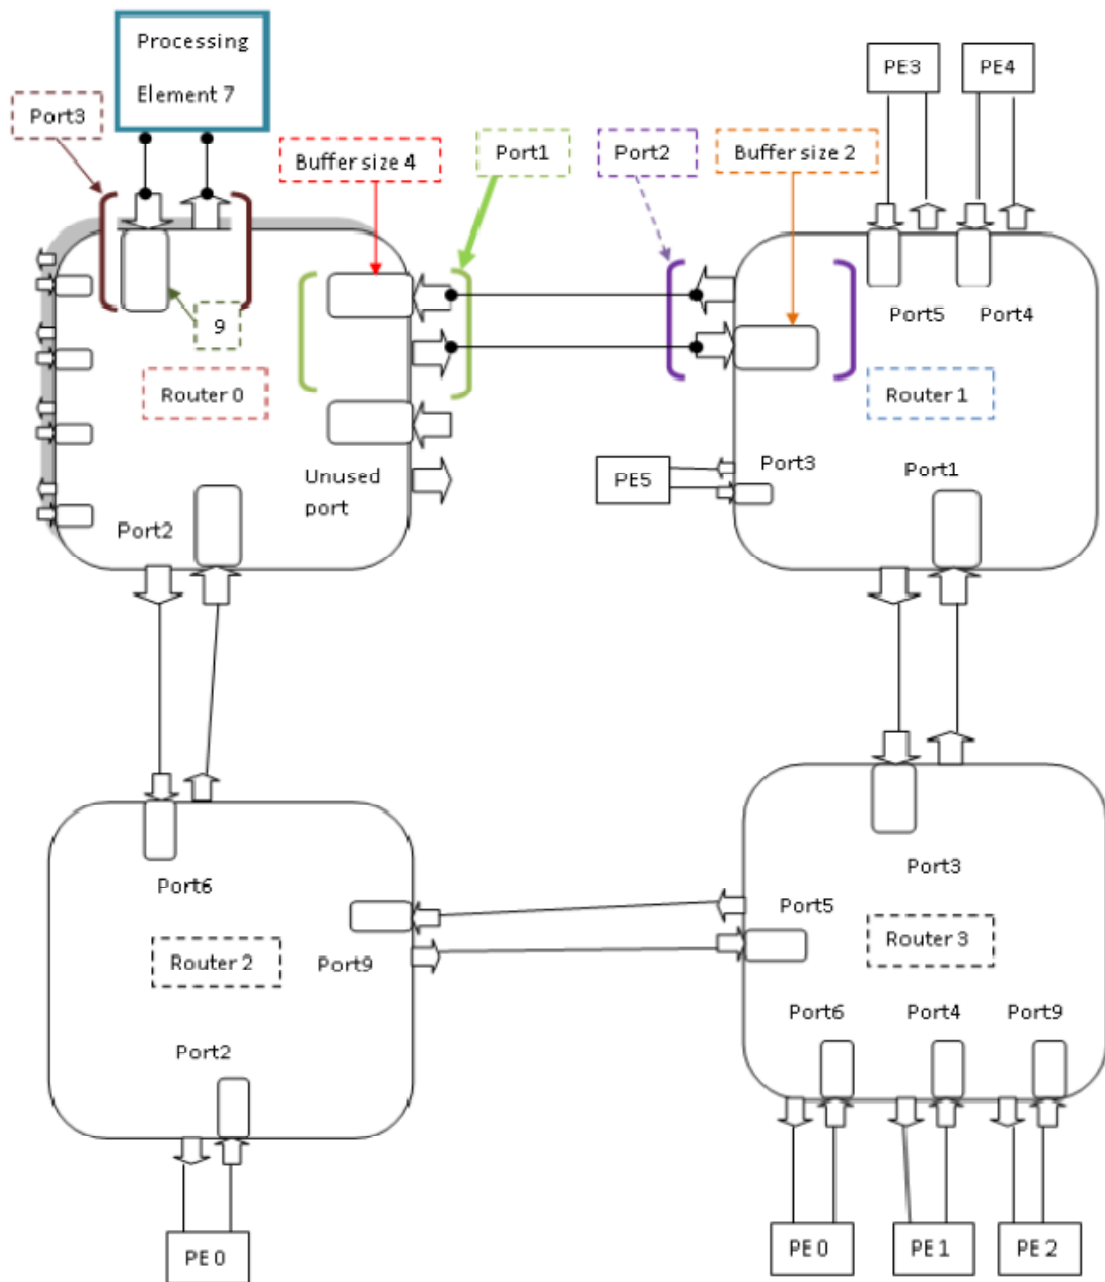 Processing
Element 7
PE3
PE4
Port3
Buffer size 4
Port1
Port2
Buffer size 2
9
Port5
Port4
Router 0
Router 1
Unused
port
PE5
Port3
Port1
Port2
Port6
Router 2
Port9
Port2
PE 0
Port3
Port5
Router 3
Port6
Port4
Port9
PE 0
PE 1
PE 2